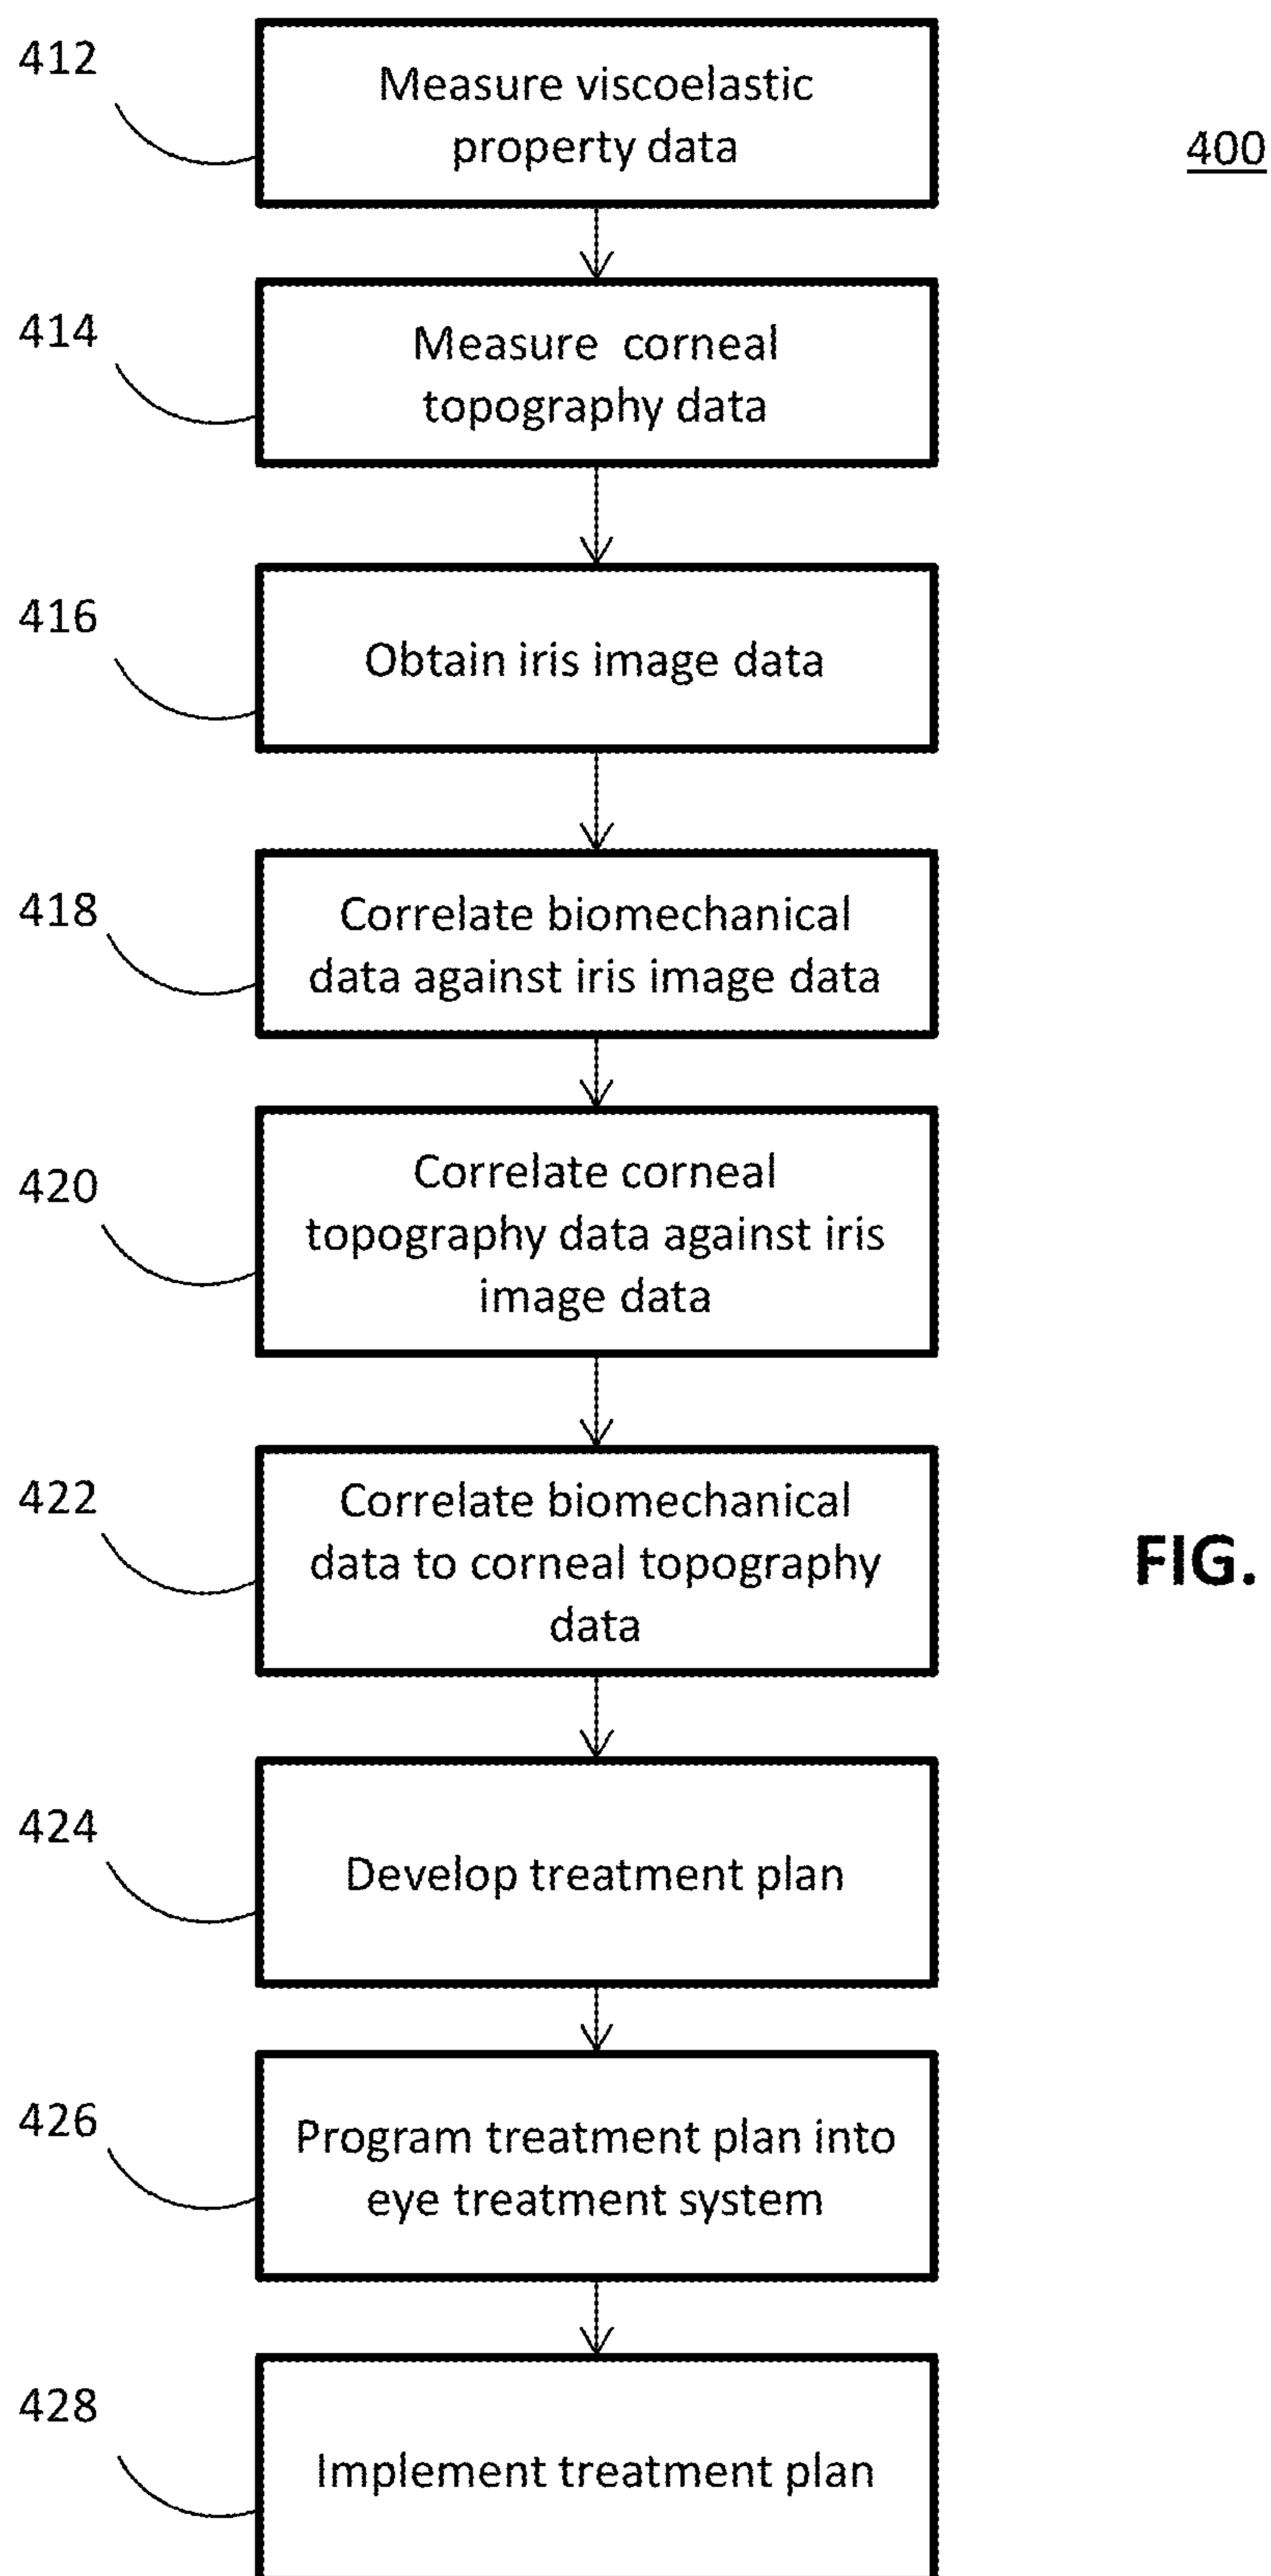 412
Measure viscoelastic
property data
400
414
Measure corneal
topography data
416
Obtain iris image data
418
Correlate biomechanical
data against iris image data
420
Correlate corneal
topography data against iris
image data
422
Correlate biomechanical
data to corneal topography
data
FIG.
424
Develop treatment plan
426
Program treatment plan into
eye treatment system
428
Implement treatment plan